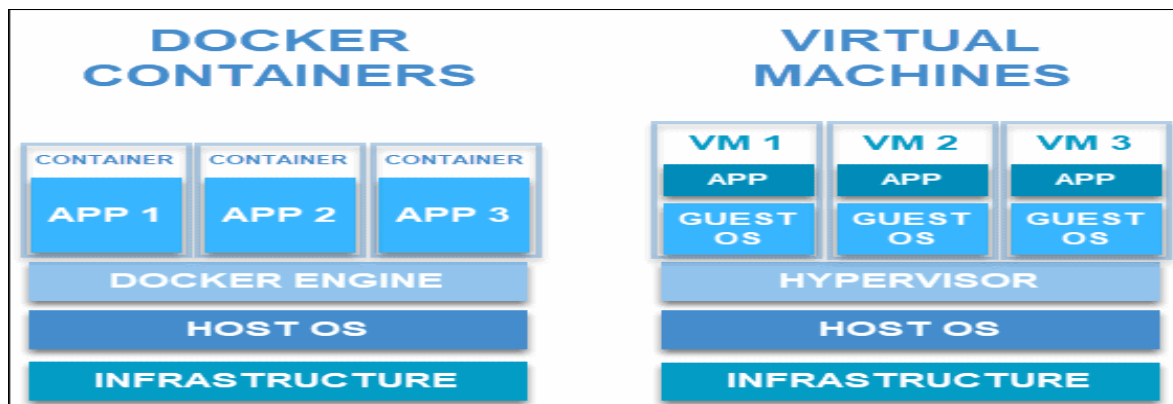 DOCKER
CONTAINERS
CONTAINER
APP 1
CONTAINER
APP 2
CONTAINER
APP 3
DOCKER ENGINE
HOST OS
INFRASTRUCTURE
VIRTUAL
MACHINES
VM 1
APP
GUEST
OS
VM 2
APP
GUEST
OS
VM 3
APP
GUEST
OS
HYPERVISOR
HOST OS
INFRASTRUCTURE